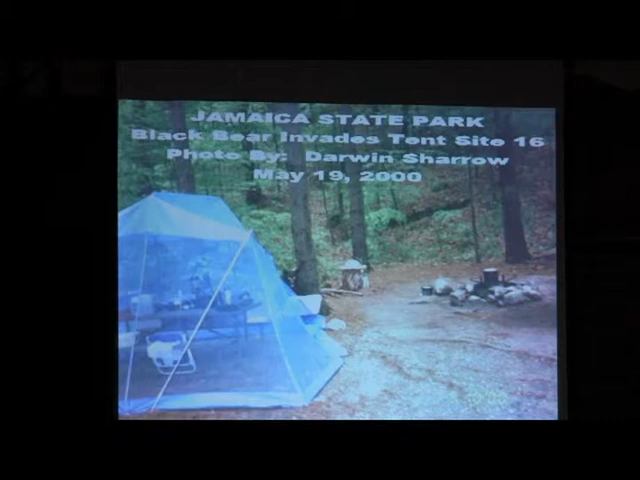 JAMAICA STATE PARK
Black Bear Invades Tent Site 16
Photo By: Darwin Sharrow
May 19, 2000